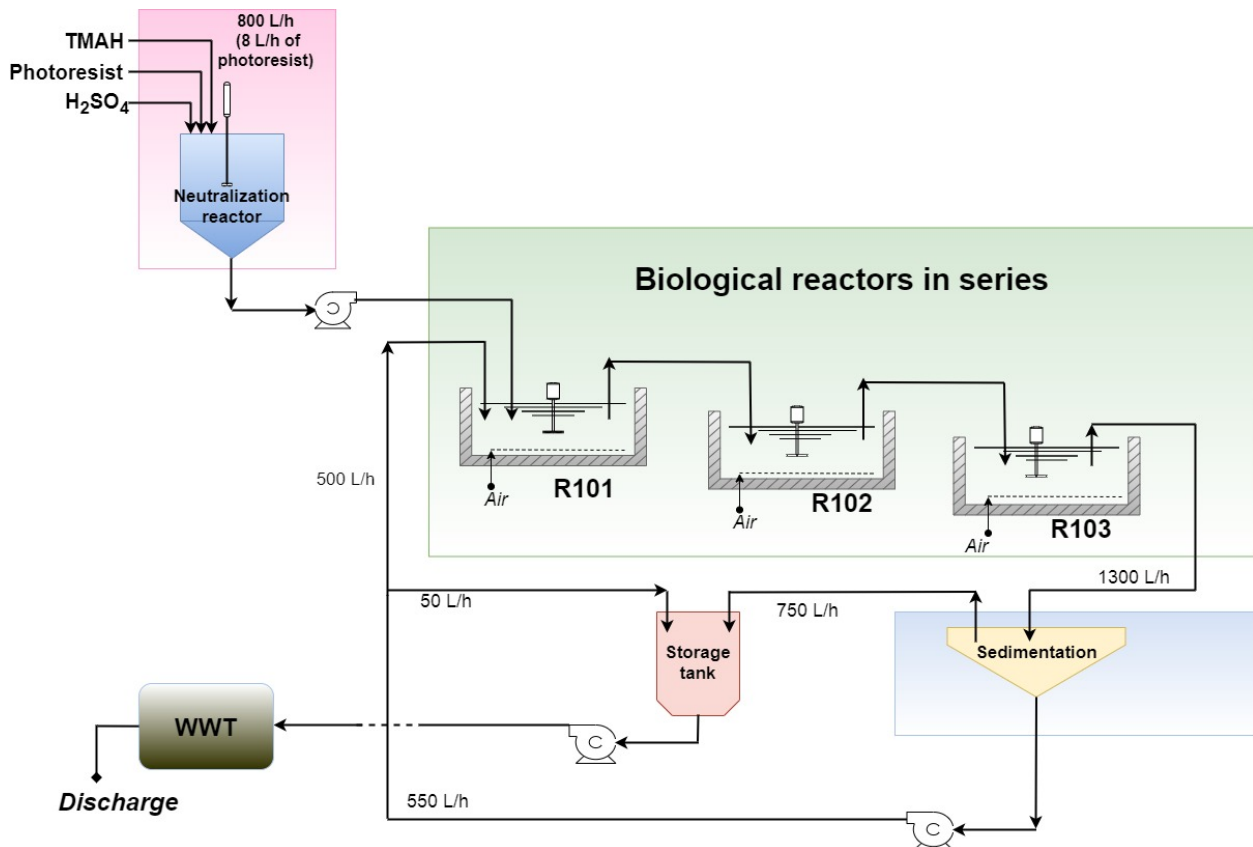 800 L/h
(8 L/h of
photoresist)
TMAH
Photoresist
H₂SO₄
Neutralization
reactor
Biological reactors in series
C
R101
Air
R102
Air
R103
Air
500 L/h
1300 L/h
50 L/h
750 L/h
Storage
tank
Sedimentation
WWT
C
Discharge
550 L/h
C